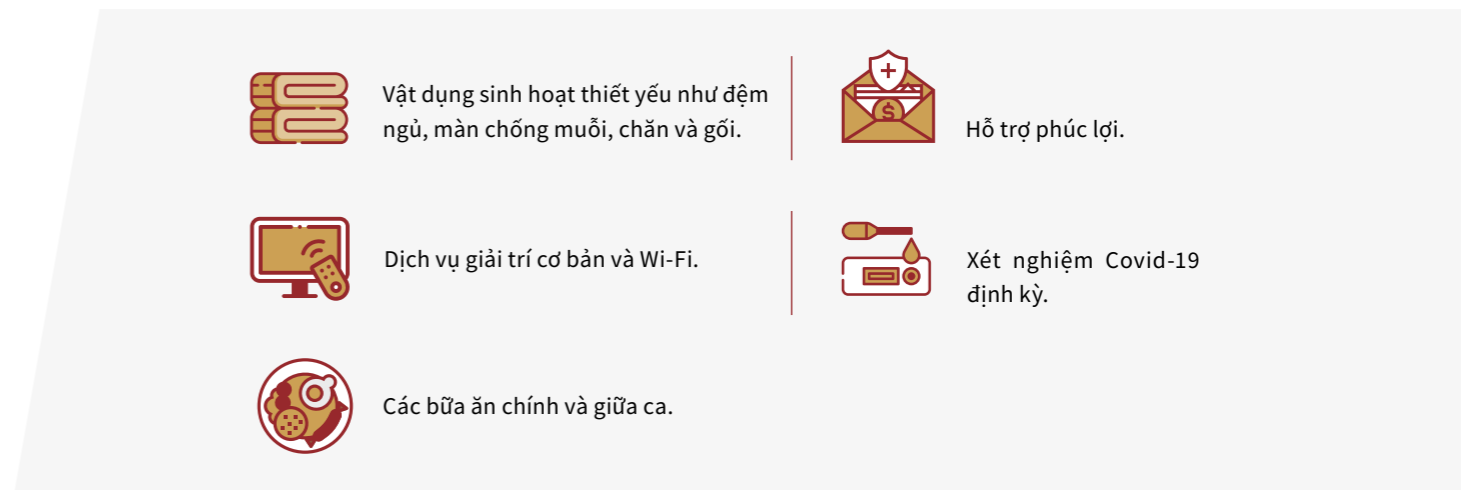 Vật dụng sinh hoạt thiết yếu như đệm
ngủ, màn chống muỗi, chăn và gối.
Dịch vụ giải trí cơ bản và Wi-Fi.
Các bữa ăn chính và giữa ca.
Hỗ trợ phúc lợi.
Xét nghiệm Covid-19
định kỳ.